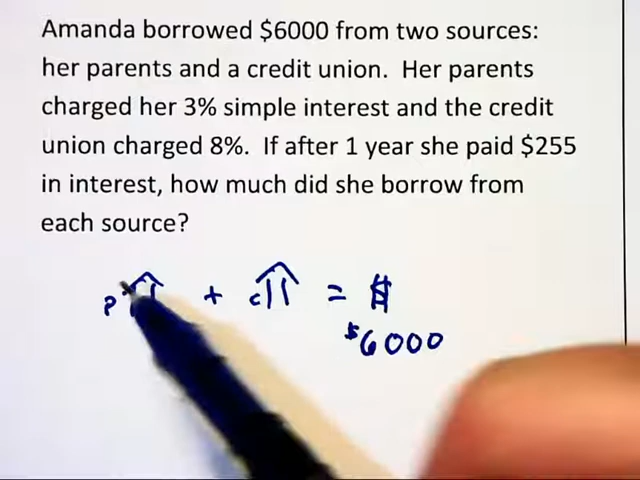 Amanda borrowed $6000 from two sources:
her parents and a credit union. Her parents
charged her 3% simple interest and the credit
union charged 8%. If after 1 year she paid $255
in interest, how much did she borrow from
each source?
P + C = $
$6000